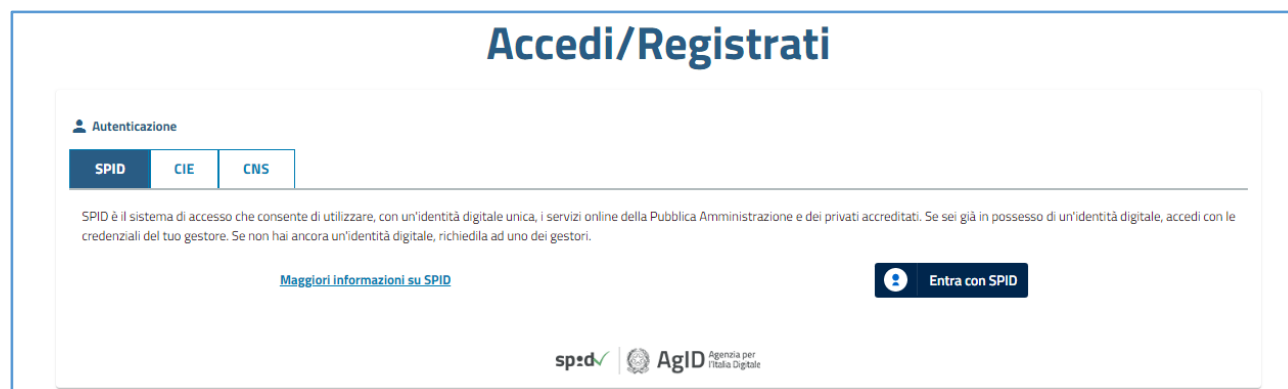 Accedi/Registrati
Autenticazione
SPID CIE CNS
SPID è il sistema di accesso che consente di utilizzare, con un'identità digitale unica, i servizi online della Pubblica Amministrazione e dei privati accreditati. Se sei già in possesso di un'identità digitale, accedi con le
credenziali del tuo gestore. Se non hai ancora un'identità digitale, richiedila ad uno dei gestori.
Maggiori informazioni su SPID Entra con SPID
spid AgID Agenzia per
l'Italia Digitale